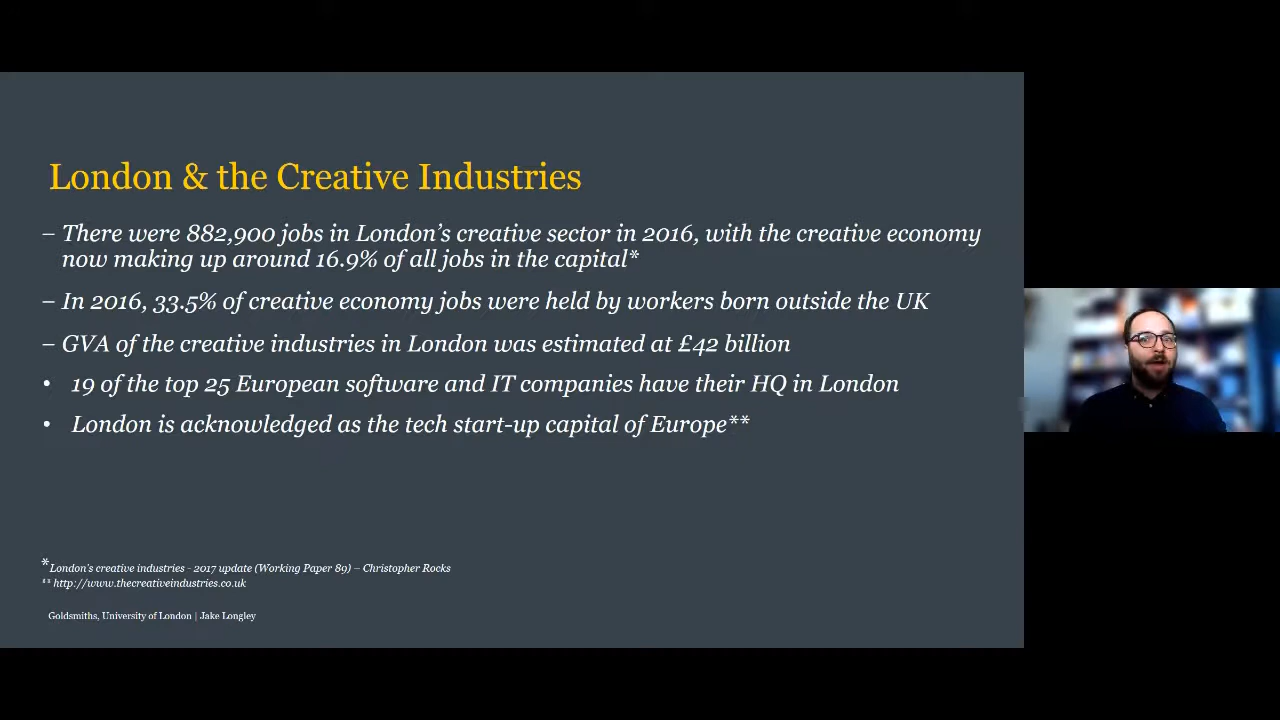 London & the Creative Industries
– There were 882,900 jobs in London's creative sector in 2016, with the creative economy
now making up around 16.9% of all jobs in the capital*
– In 2016, 33.5% of creative economy jobs were held by workers born outside the UK
– GVA of the creative industries in London was estimated at £42 billion
• 19 of the top 25 European software and IT companies have their HQ in London
• London is acknowledged as the tech start-up capital of Europe**
*London's creative industries - 2017 update (Working Paper 89) – Christopher Rocks
** http://www.thecreativeindustries.co.uk
Goldsmiths, University of London | Jake Longley